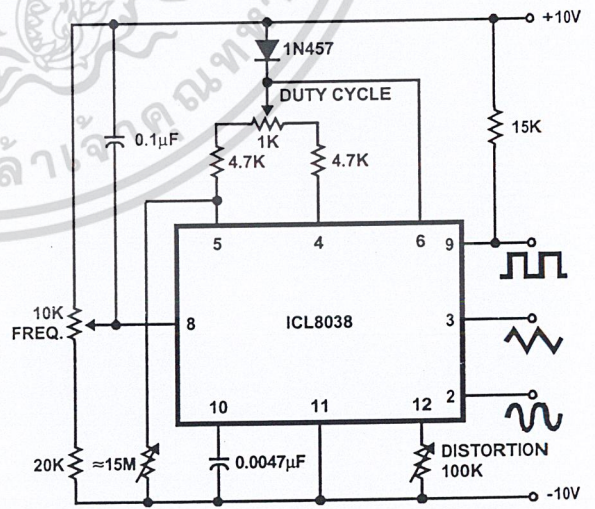 +10V
1N457
DUTY CYCLE
1K
15K
0.1µF
4.7K
4.7K
5
4
6
9
10K
FREQ.
8
ICL8038
3
2
10
11
12
20K
≈15M
0.0047µF
DISTORTION
100K
-10V